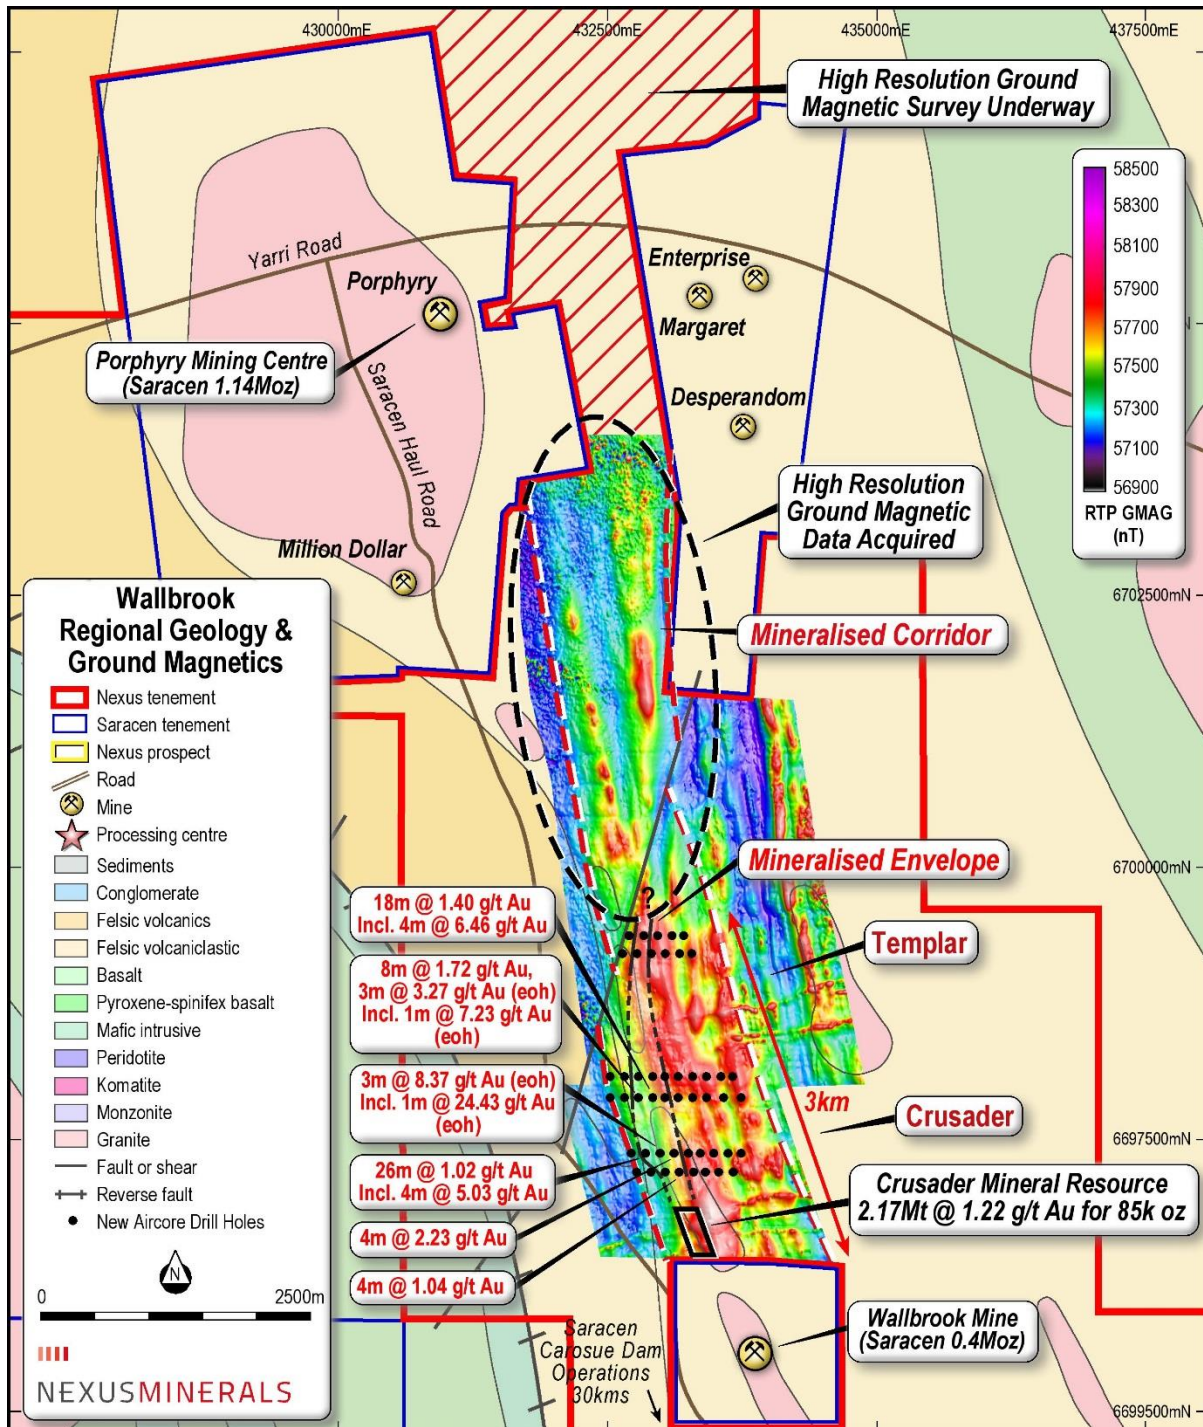 430000mE
432500mE
435000mE
437500mE
High Resolution Ground
Magnetic Survey Underway
58500
58300
58100
57900
57700
57500
57300
57100
56900
RTP GMAG
(nT)
Yarri Road
Porphyry
Enterprise
Margaret
Porphyry Mining Centre
(Saracen 1.14Moz)
Saracen Haul Road
Desperandom
High Resolution
Ground Magnetic
Data Acquired
Million Dollar
6702500mN
Mineralised Corridor
Wallbrook
Regional Geology &
Ground Magnetics
Nexus tenement
Saracen tenement
Nexus prospect
Road
Mine
Processing centre
Sediments
Conglomerate
Felsic volcanics
Felsic volcaniclastic
Basalt
Pyroxene-spinifex basalt
Mafic intrusive
Peridotite
Komatite
Monzonite
Granite
Fault or shear
Reverse fault
New Aircore Drill Holes
N
0
2500m
NEXUSMINERALS
6700000mN
Mineralised Envelope
?
18m @ 1.40 g/t Au
Incl. 4m @ 6.46 g/t Au
Templar
8m @ 1.72 g/t Au,
3m @ 3.27 g/t Au (eoh)
Incl. 1m @ 7.23 g/t Au
(eoh)
3m @ 8.37 g/t Au (eoh)
Incl. 1m @ 24.43 g/t Au
(eoh)
3km
Crusader
6697500mN
26m @ 1.02 g/t Au
Incl. 4m @ 5.03 g/t Au
Crusader Mineral Resource
2.17Mt @ 1.22 g/t Au for 85k oz
4m @ 2.23 g/t Au
4m @ 1.04 g/t Au
Saracen
Carosue Dam
Operations
30kms
Wallbrook Mine
(Saracen 0.4Moz)
6699500mN